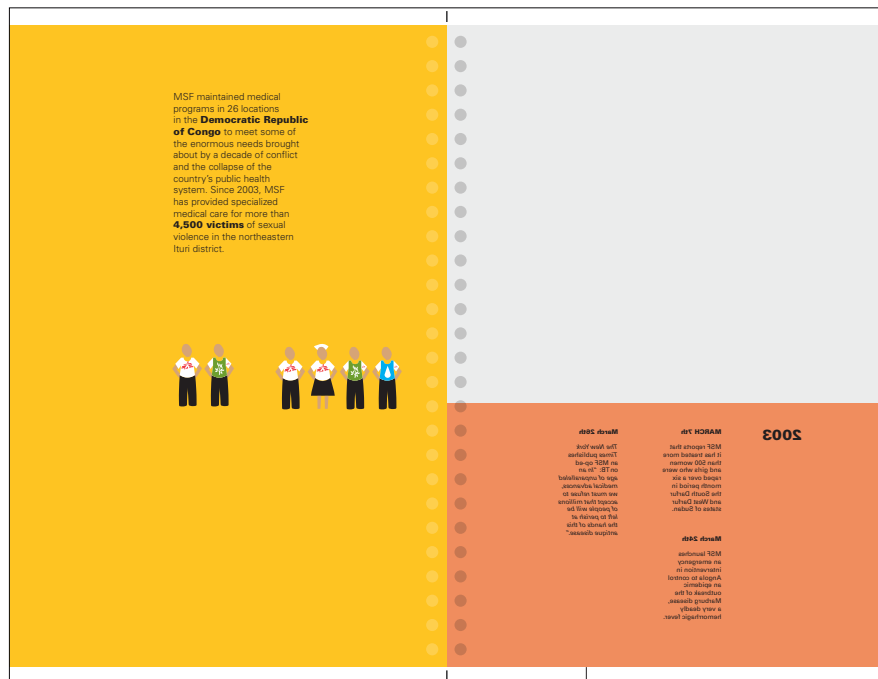 MSF maintained medical
programs in 26 locations
in the Democratic Republic
of Congo to meet some of
the enormous needs brought
about by a decade of conflict
and the collapse of the
country's public health
system. Since 2003, MSF
has provided specialized
medical care for more than
4,500 victims of sexual
violence in the northeastern
Ituri district.
2003
MARCH 7th
MSF reports that
it has treated more
than 500 women
and girls who were
raped over a six
month period in
the South Darfur
and West Darfur
states of Sudan.
March 24th
MSF launches
an emergency
intervention in
Angola to control
an epidemic
outbreak of the
Marburg disease,
a very deadly
hemorrhagic fever.
March 26th
The New York
Times publishes
an MSF op-ed
on TB: "In an
age of unparalleled
medical advances,
we must refuse to
accept that millions
of people will be
left to perish at
the hands of this
antique disease."